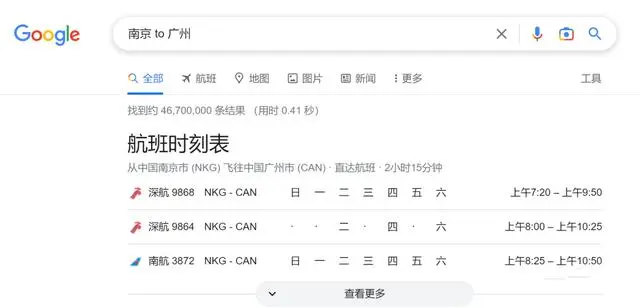 Google
南京 to 广州
全部 航班 地图 图片 新闻 更多 工具
找到约 46,700,000 条结果 （用时 0.41 秒）
航班时刻表
从中国南京市 (NKG) 飞往中国广州市 (CAN) · 直达航班 · 2小时15分钟
深航 9868 NKG - CAN 日 一 二 三 四 五 六 上午7:20 – 上午9:50
深航 9864 NKG - CAN · · 二 · 四 · 六 上午8:00 – 上午10:25
南航 3872 NKG - CAN 日 一 二 三 四 五 六 上午8:25 – 上午10:50
查看更多